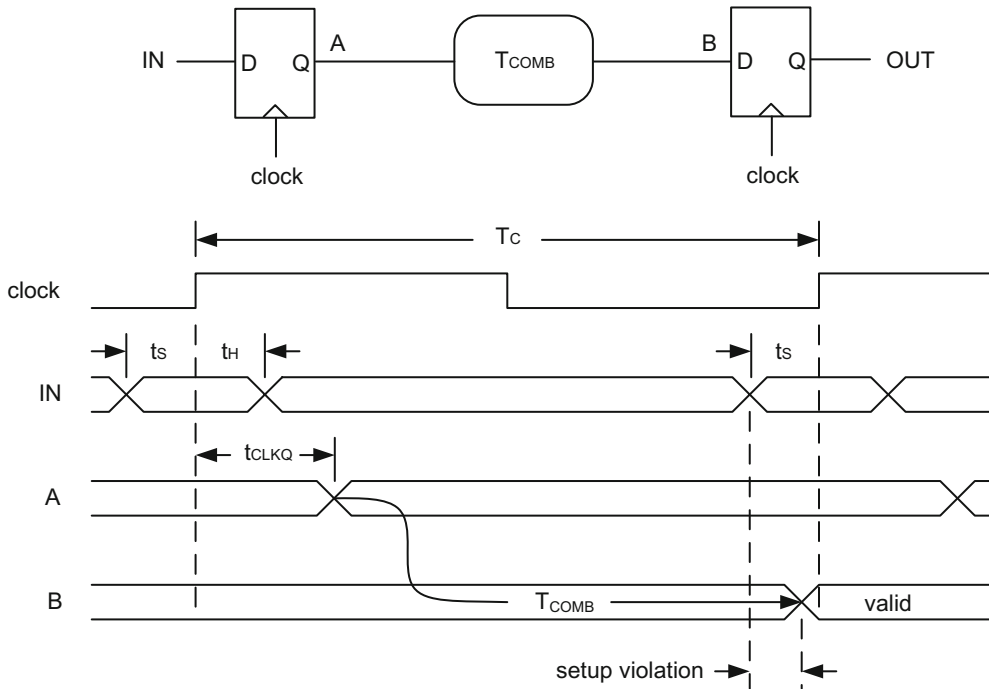 A
B
IN
D
Q
TCOMB
D
Q
OUT
clock
clock
TC
clock
tS
tH
tS
IN
tCLKQ
A
B
TCOMB
valid
setup violation